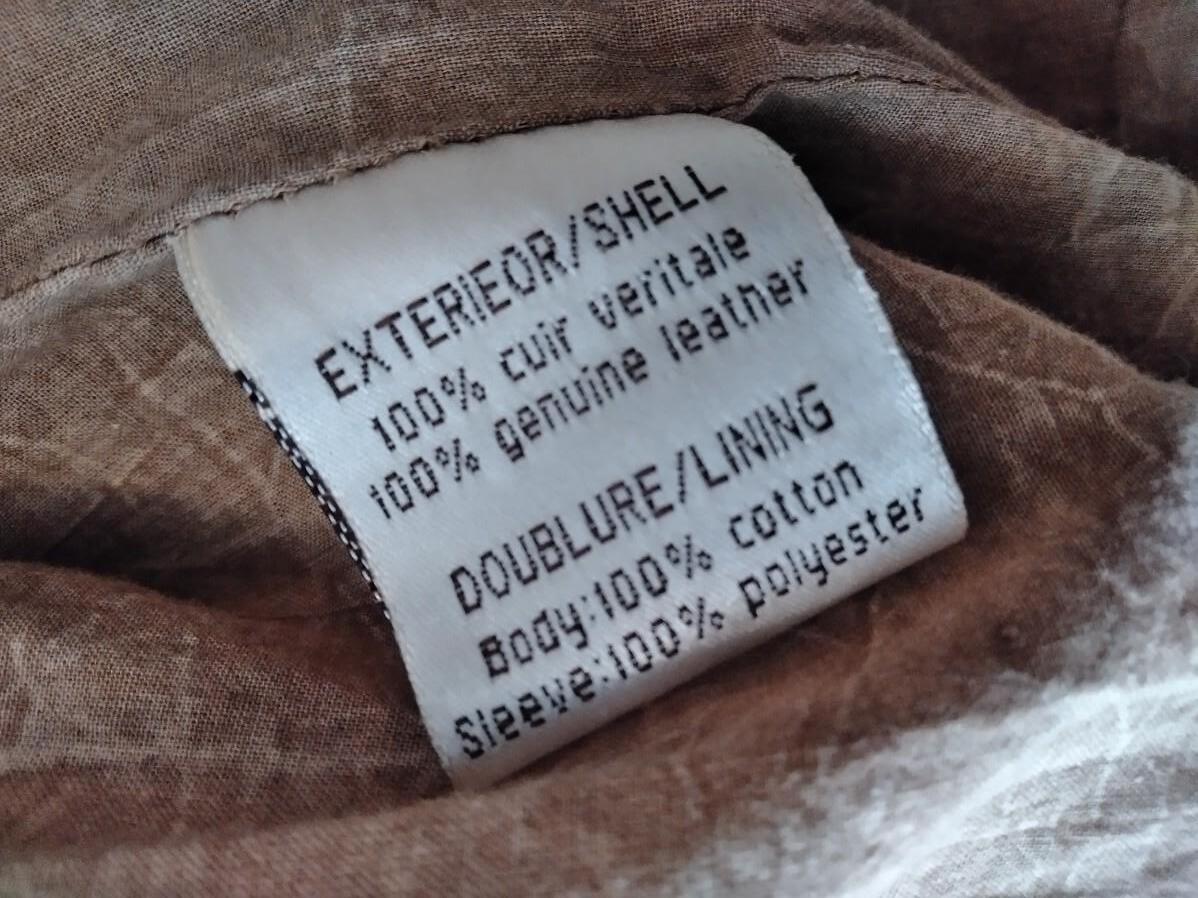 EXTERIEOR/SHELL
100% cuir veritale
100% genuine leather
DOUBLURE/LINING
Body:100% cotton
Sleeve:100% polyester